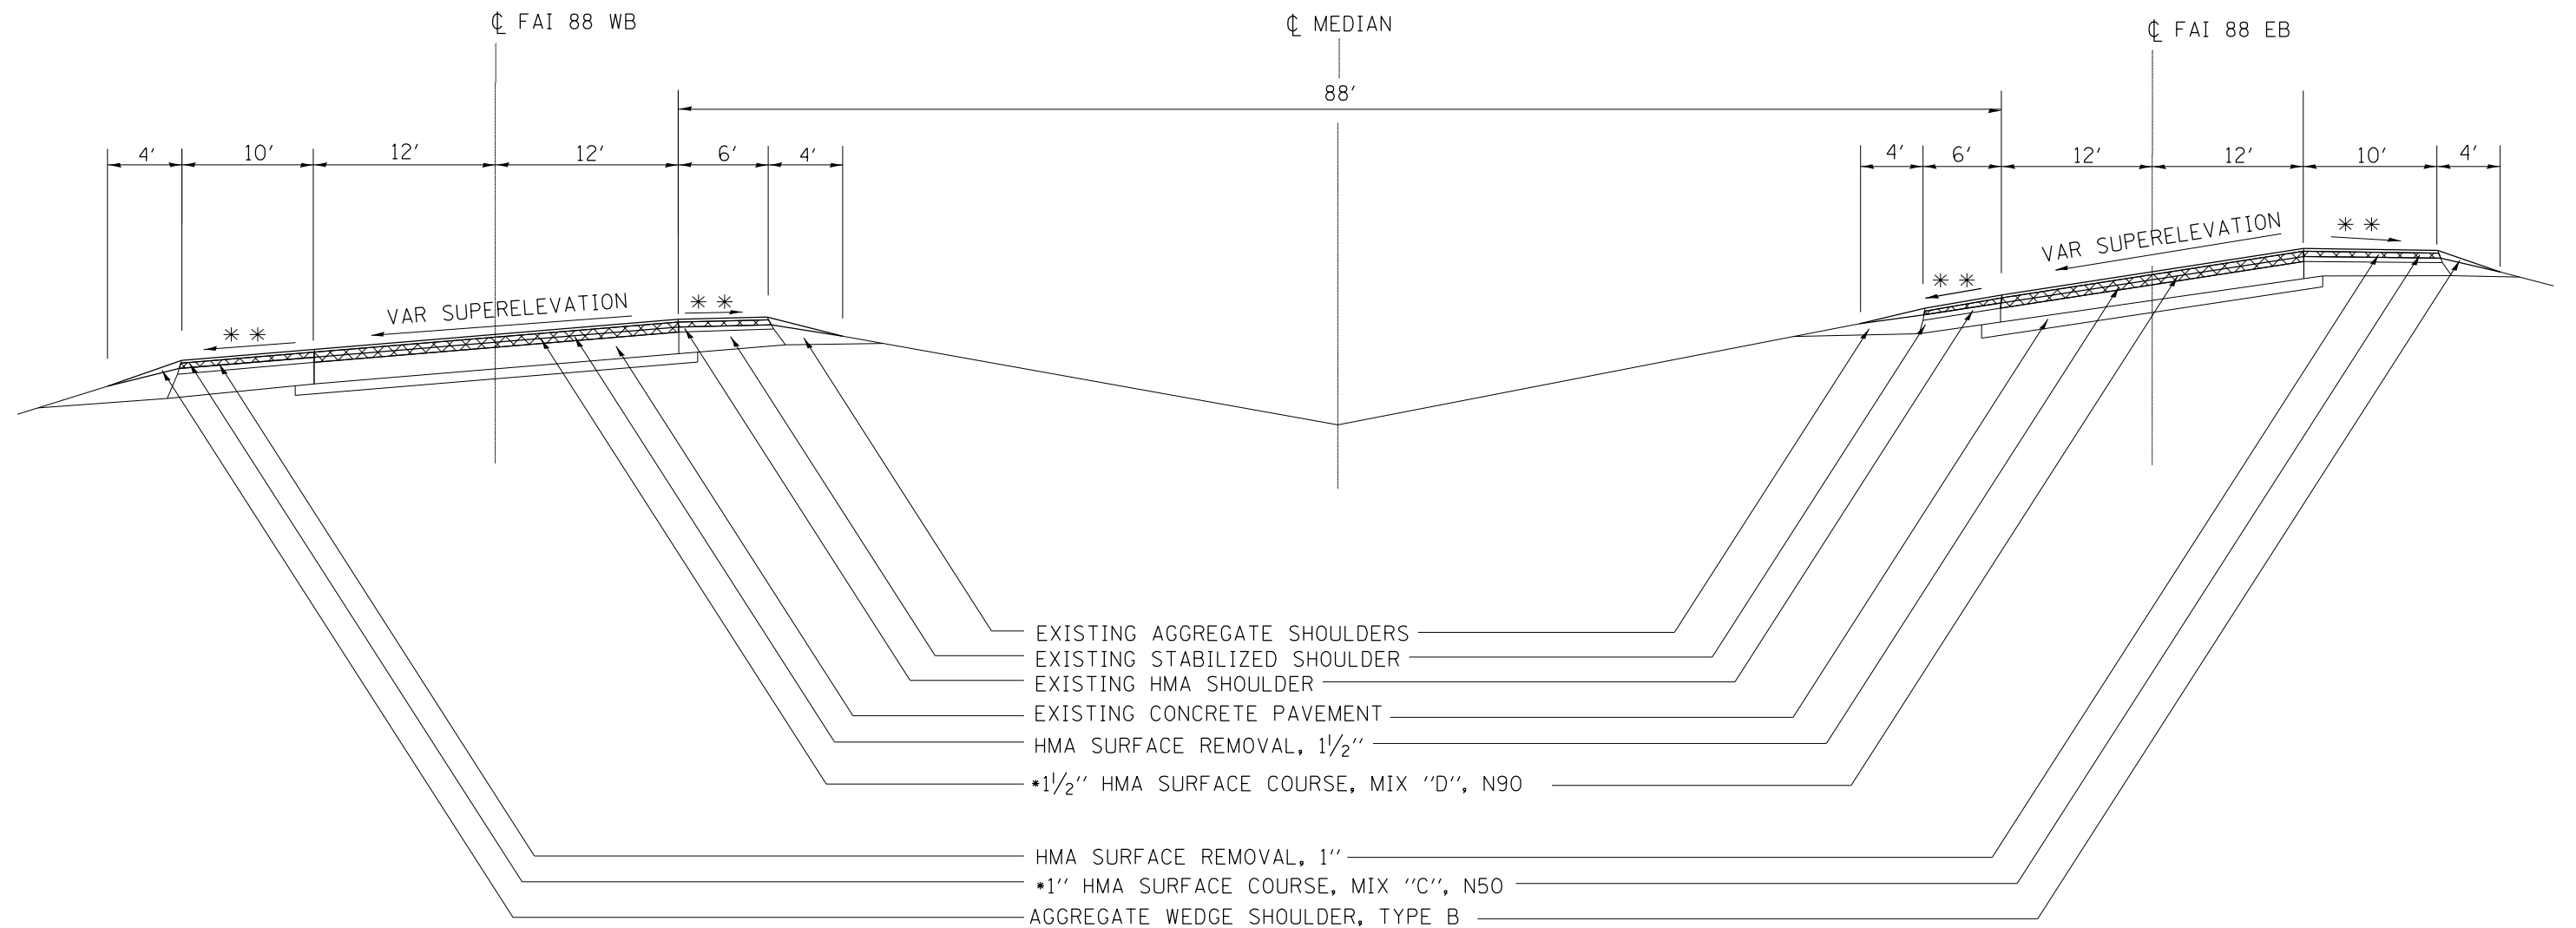 ℄ FAI 88 WB
℄ MEDIAN
℄ FAI 88 EB
88'
4' 10' 12' 12' 6' 4'
4' 6' 12' 12' 10' 4'
VAR SUPERELEVATION
* *
* *
VAR SUPERELEVATION
* *
* *
EXISTING AGGREGATE SHOULDERS
EXISTING STABILIZED SHOULDER
EXISTING HMA SHOULDER
EXISTING CONCRETE PAVEMENT
HMA SURFACE REMOVAL, 1½"
*1½" HMA SURFACE COURSE, MIX "D", N90
HMA SURFACE REMOVAL, 1"
*1" HMA SURFACE COURSE, MIX "C", N50
AGGREGATE WEDGE SHOULDER, TYPE B